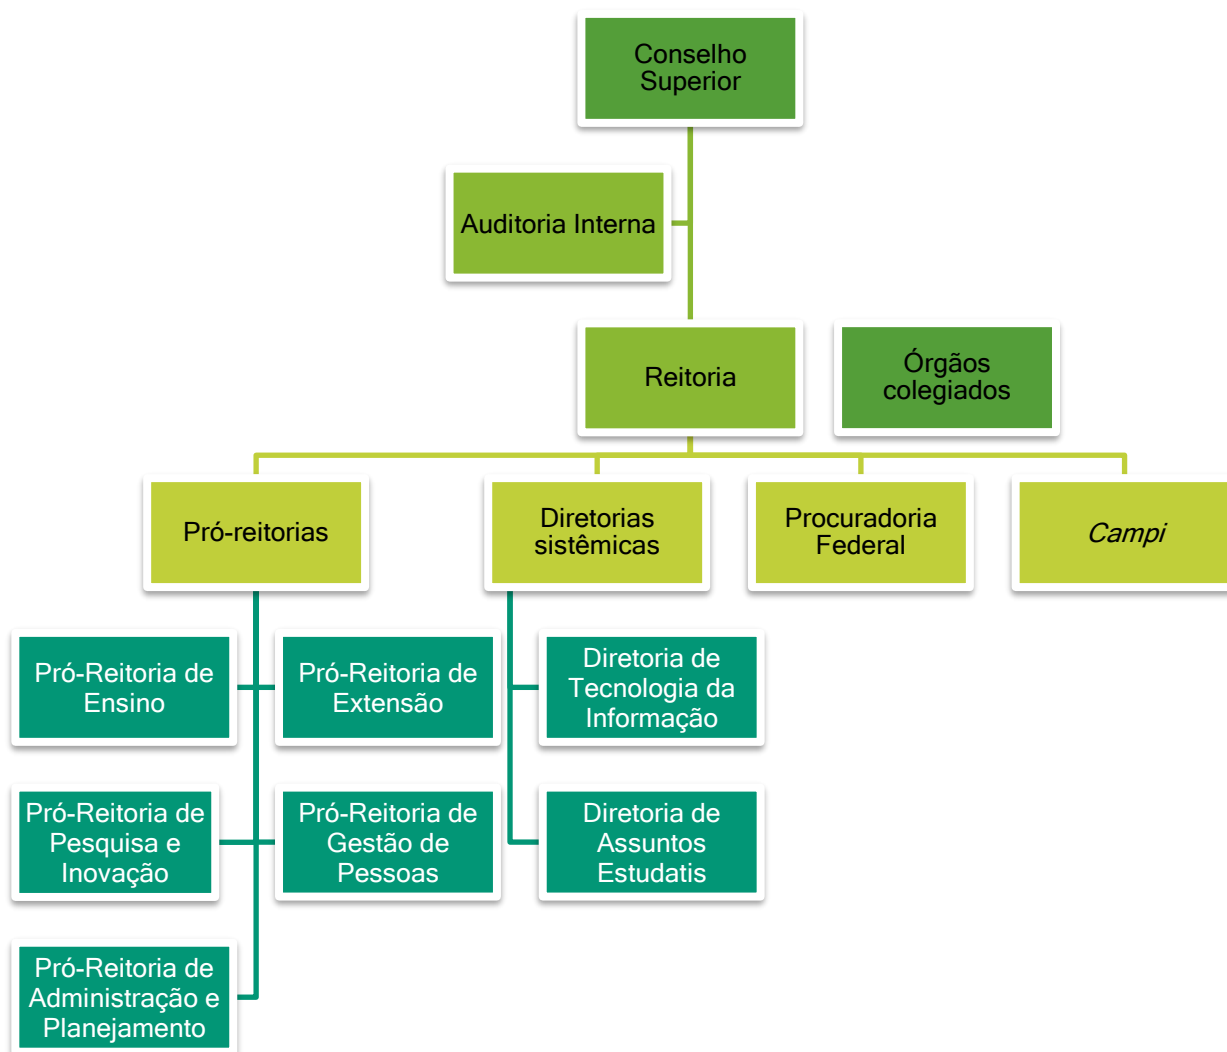 Conselho
Superior
Auditoria Interna
Reitoria
Órgãos
colegiados
Pró-reitorias
Diretorias
sistêmicas
Procuradoria
Federal
Campi
Pró-Reitoria de
Ensino
Pró-Reitoria de
Extensão
Diretoria de
Tecnologia da
Informação
Pró-Reitoria de
Pesquisa e
Inovação
Pró-Reitoria de
Gestão de
Pessoas
Diretoria de
Assuntos
Estudatis
Pró-Reitoria de
Administração e
Planejamento